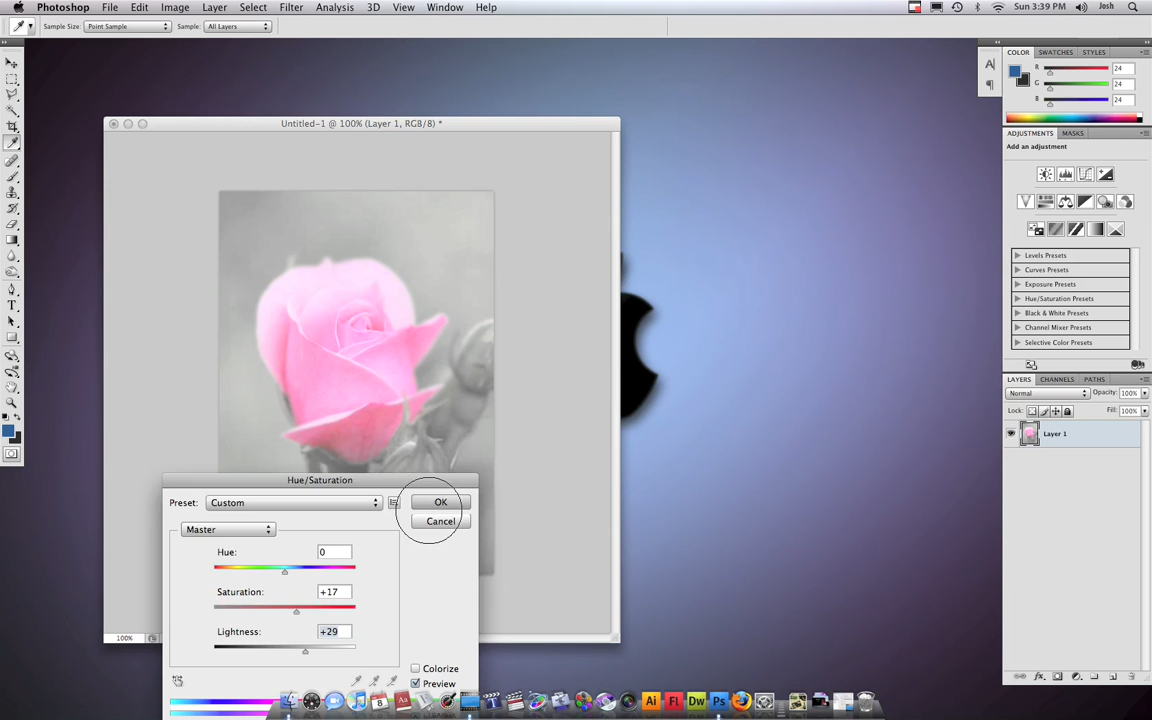 Photoshop File Edit Image Layer Select Filter Analysis 3D View Window Help Sun 3:39 PM Josh
Sample Size: Point Sample Sample: All Layers
Untitled-1 @ 100% (Layer 1, RGB/8) *
COLOR SWATCHES STYLES
R 24
G 24
B 24
ADJUSTMENTS MASKS
Add an adjustment
Levels Presets
Curves Presets
Exposure Presets
Hue/Saturation Presets
Black & White Presets
Channel Mixer Presets
Selective Color Presets
LAYERS CHANNELS PATHS
Normal Opacity: 100%
Lock: Fill: 100%
Layer 1
Hue/Saturation
Preset: Custom OK
Cancel
Master
Hue: 0
Saturation: +17
Lightness: +29
Colorize
Preview
100%
8 Aa T Ai Fl Dw Ps